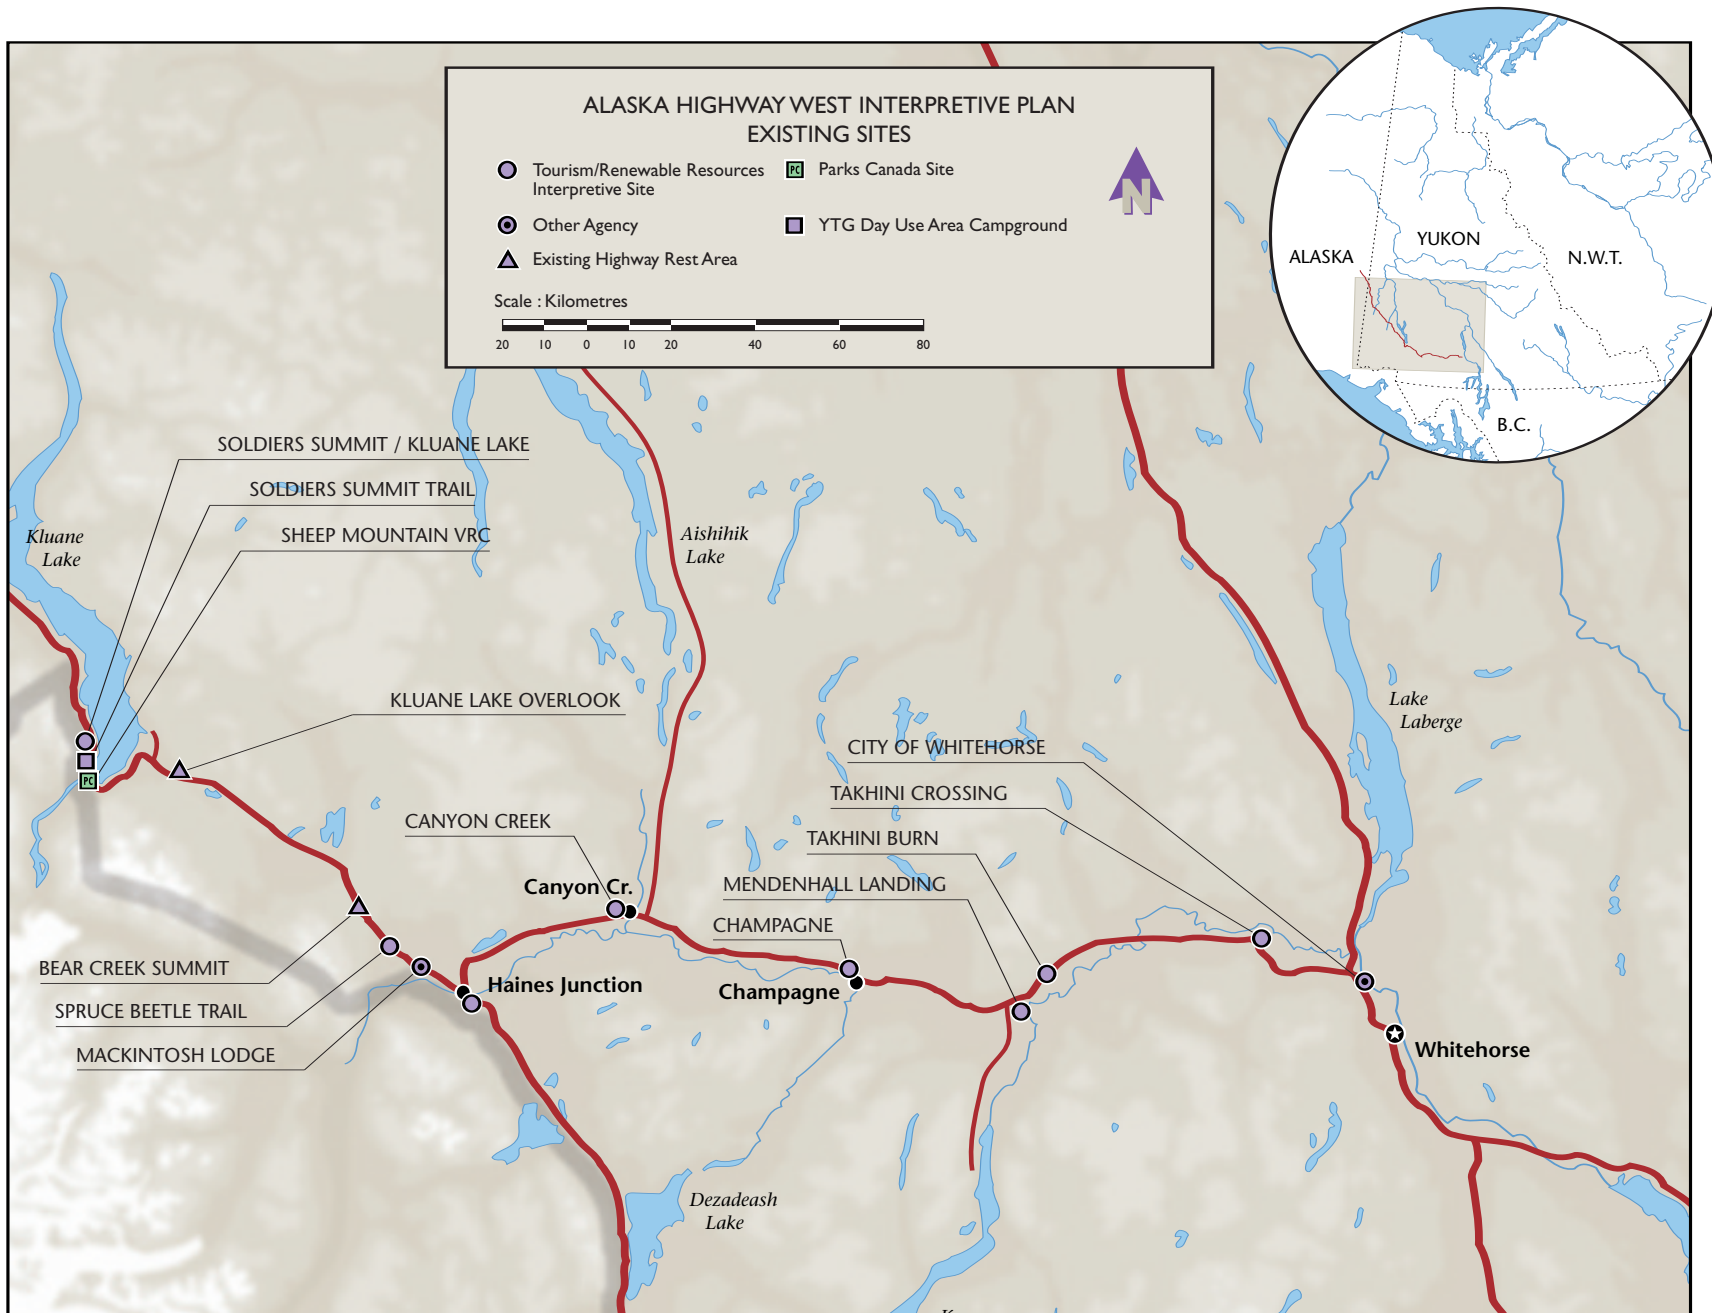 ALASKA HIGHWAY WEST INTERPRETIVE PLAN
EXISTING SITES
Tourism/Renewable Resources
Interpretive Site
PC
Parks Canada Site
Other Agency
YTG Day Use Area Campground
Existing Highway Rest Area
N
Scale : Kilometres
20 10 0 10 20 40 60 80
ALASKA
YUKON
N.W.T.
B.C.
SOLDIERS SUMMIT / KLUANE LAKE
SOLDIERS SUMMIT TRAIL
SHEEP MOUNTAIN VRC
Kluane
Lake
Aishihik
Lake
KLUANE LAKE OVERLOOK
Lake
Laberge
CITY OF WHITEHORSE
PC
TAKHINI CROSSING
CANYON CREEK
TAKHINI BURN
MENDENHALL LANDING
Canyon Cr.
CHAMPAGNE
BEAR CREEK SUMMIT
Haines Junction
Champagne
SPRUCE BEETLE TRAIL
MACKINTOSH LODGE
Whitehorse
Dezadeash
Lake